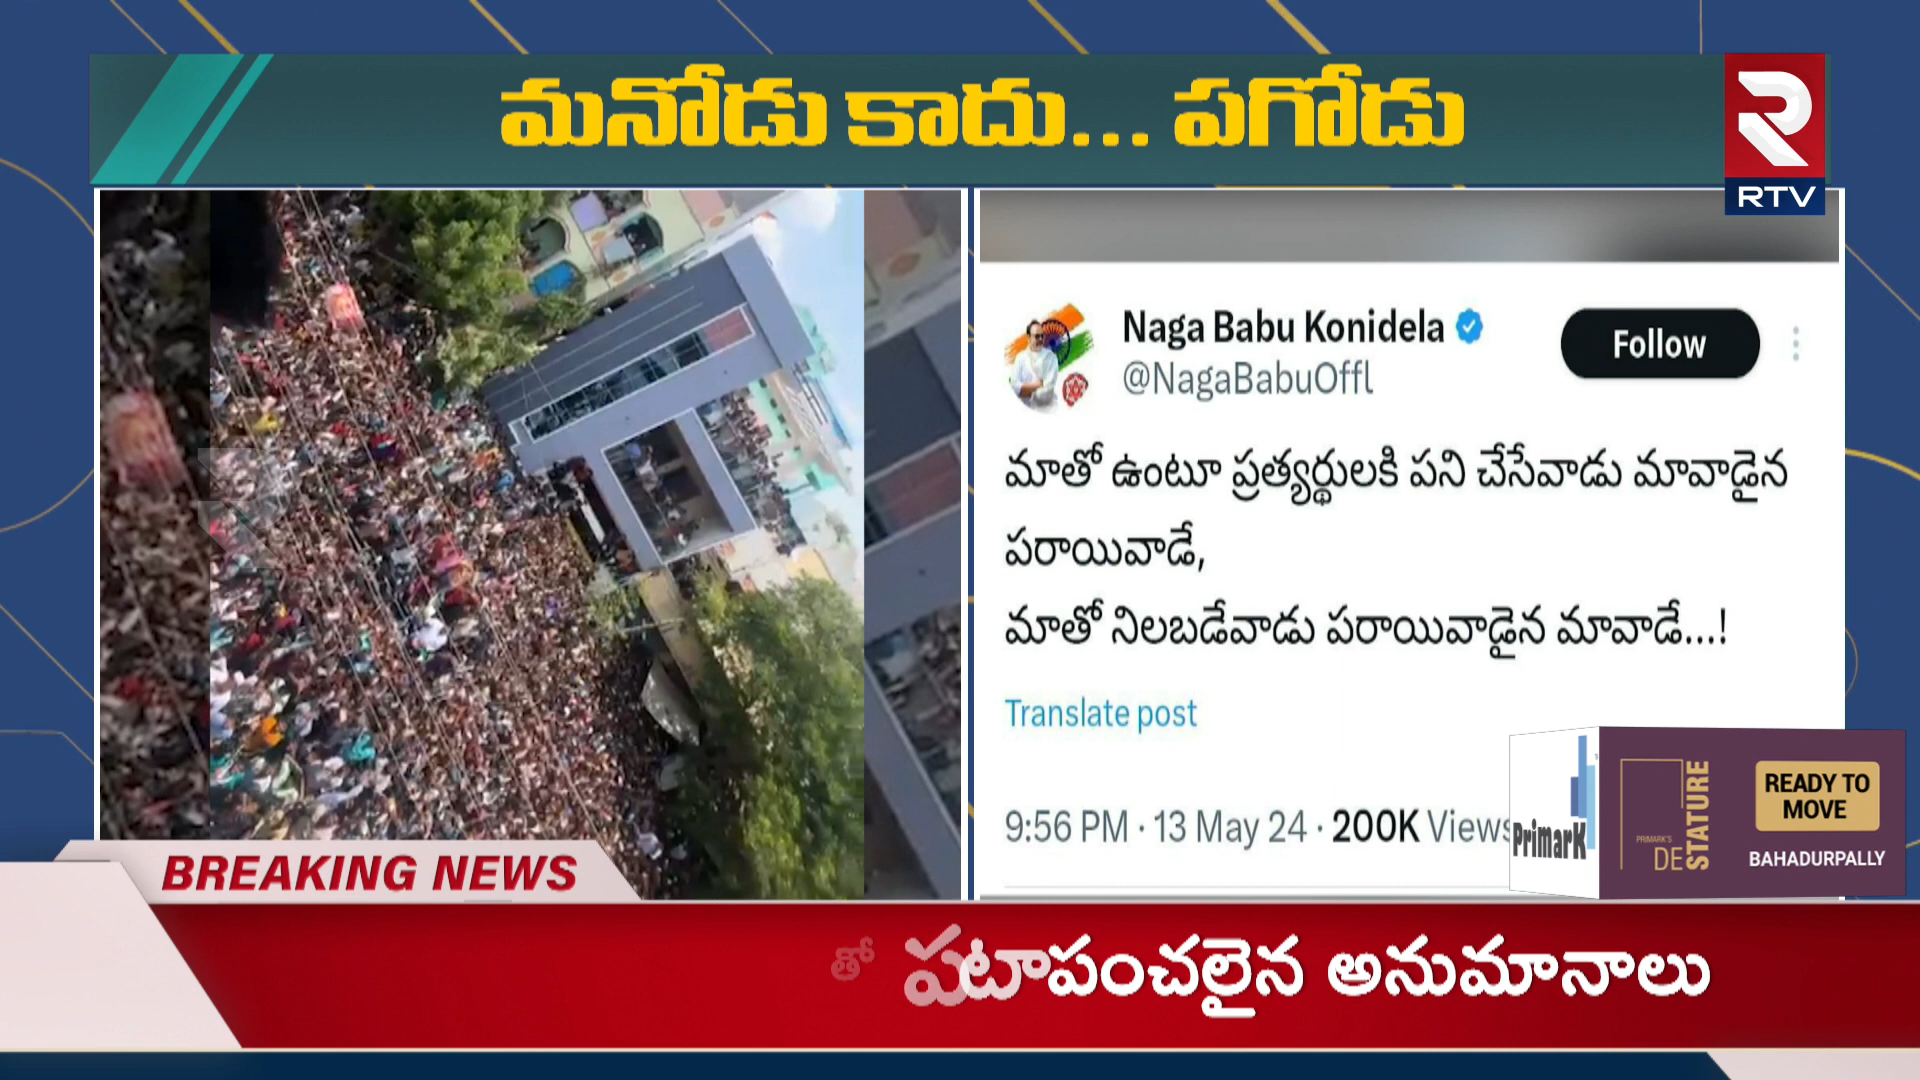 మనోడు కాదు... పగోడు
RTV
Naga Babu Konidela
@NagaBabuOffl
Follow
మాతో ఉంటూ ప్రత్యర్థులకి పని చేసేవాడు మావాడైన
పరాయివాడే,
మాతో నిలబడేవాడు పరాయివాడైన మావాడే...!
Translate post
9:56 PM · 13 May 24 · 200K Views
PrimarK
PRIMARK'S
DESTATURE
READY TO
MOVE
BAHADURPALLY
BREAKING NEWS
తో పటాపంచలైన అనుమానాలు